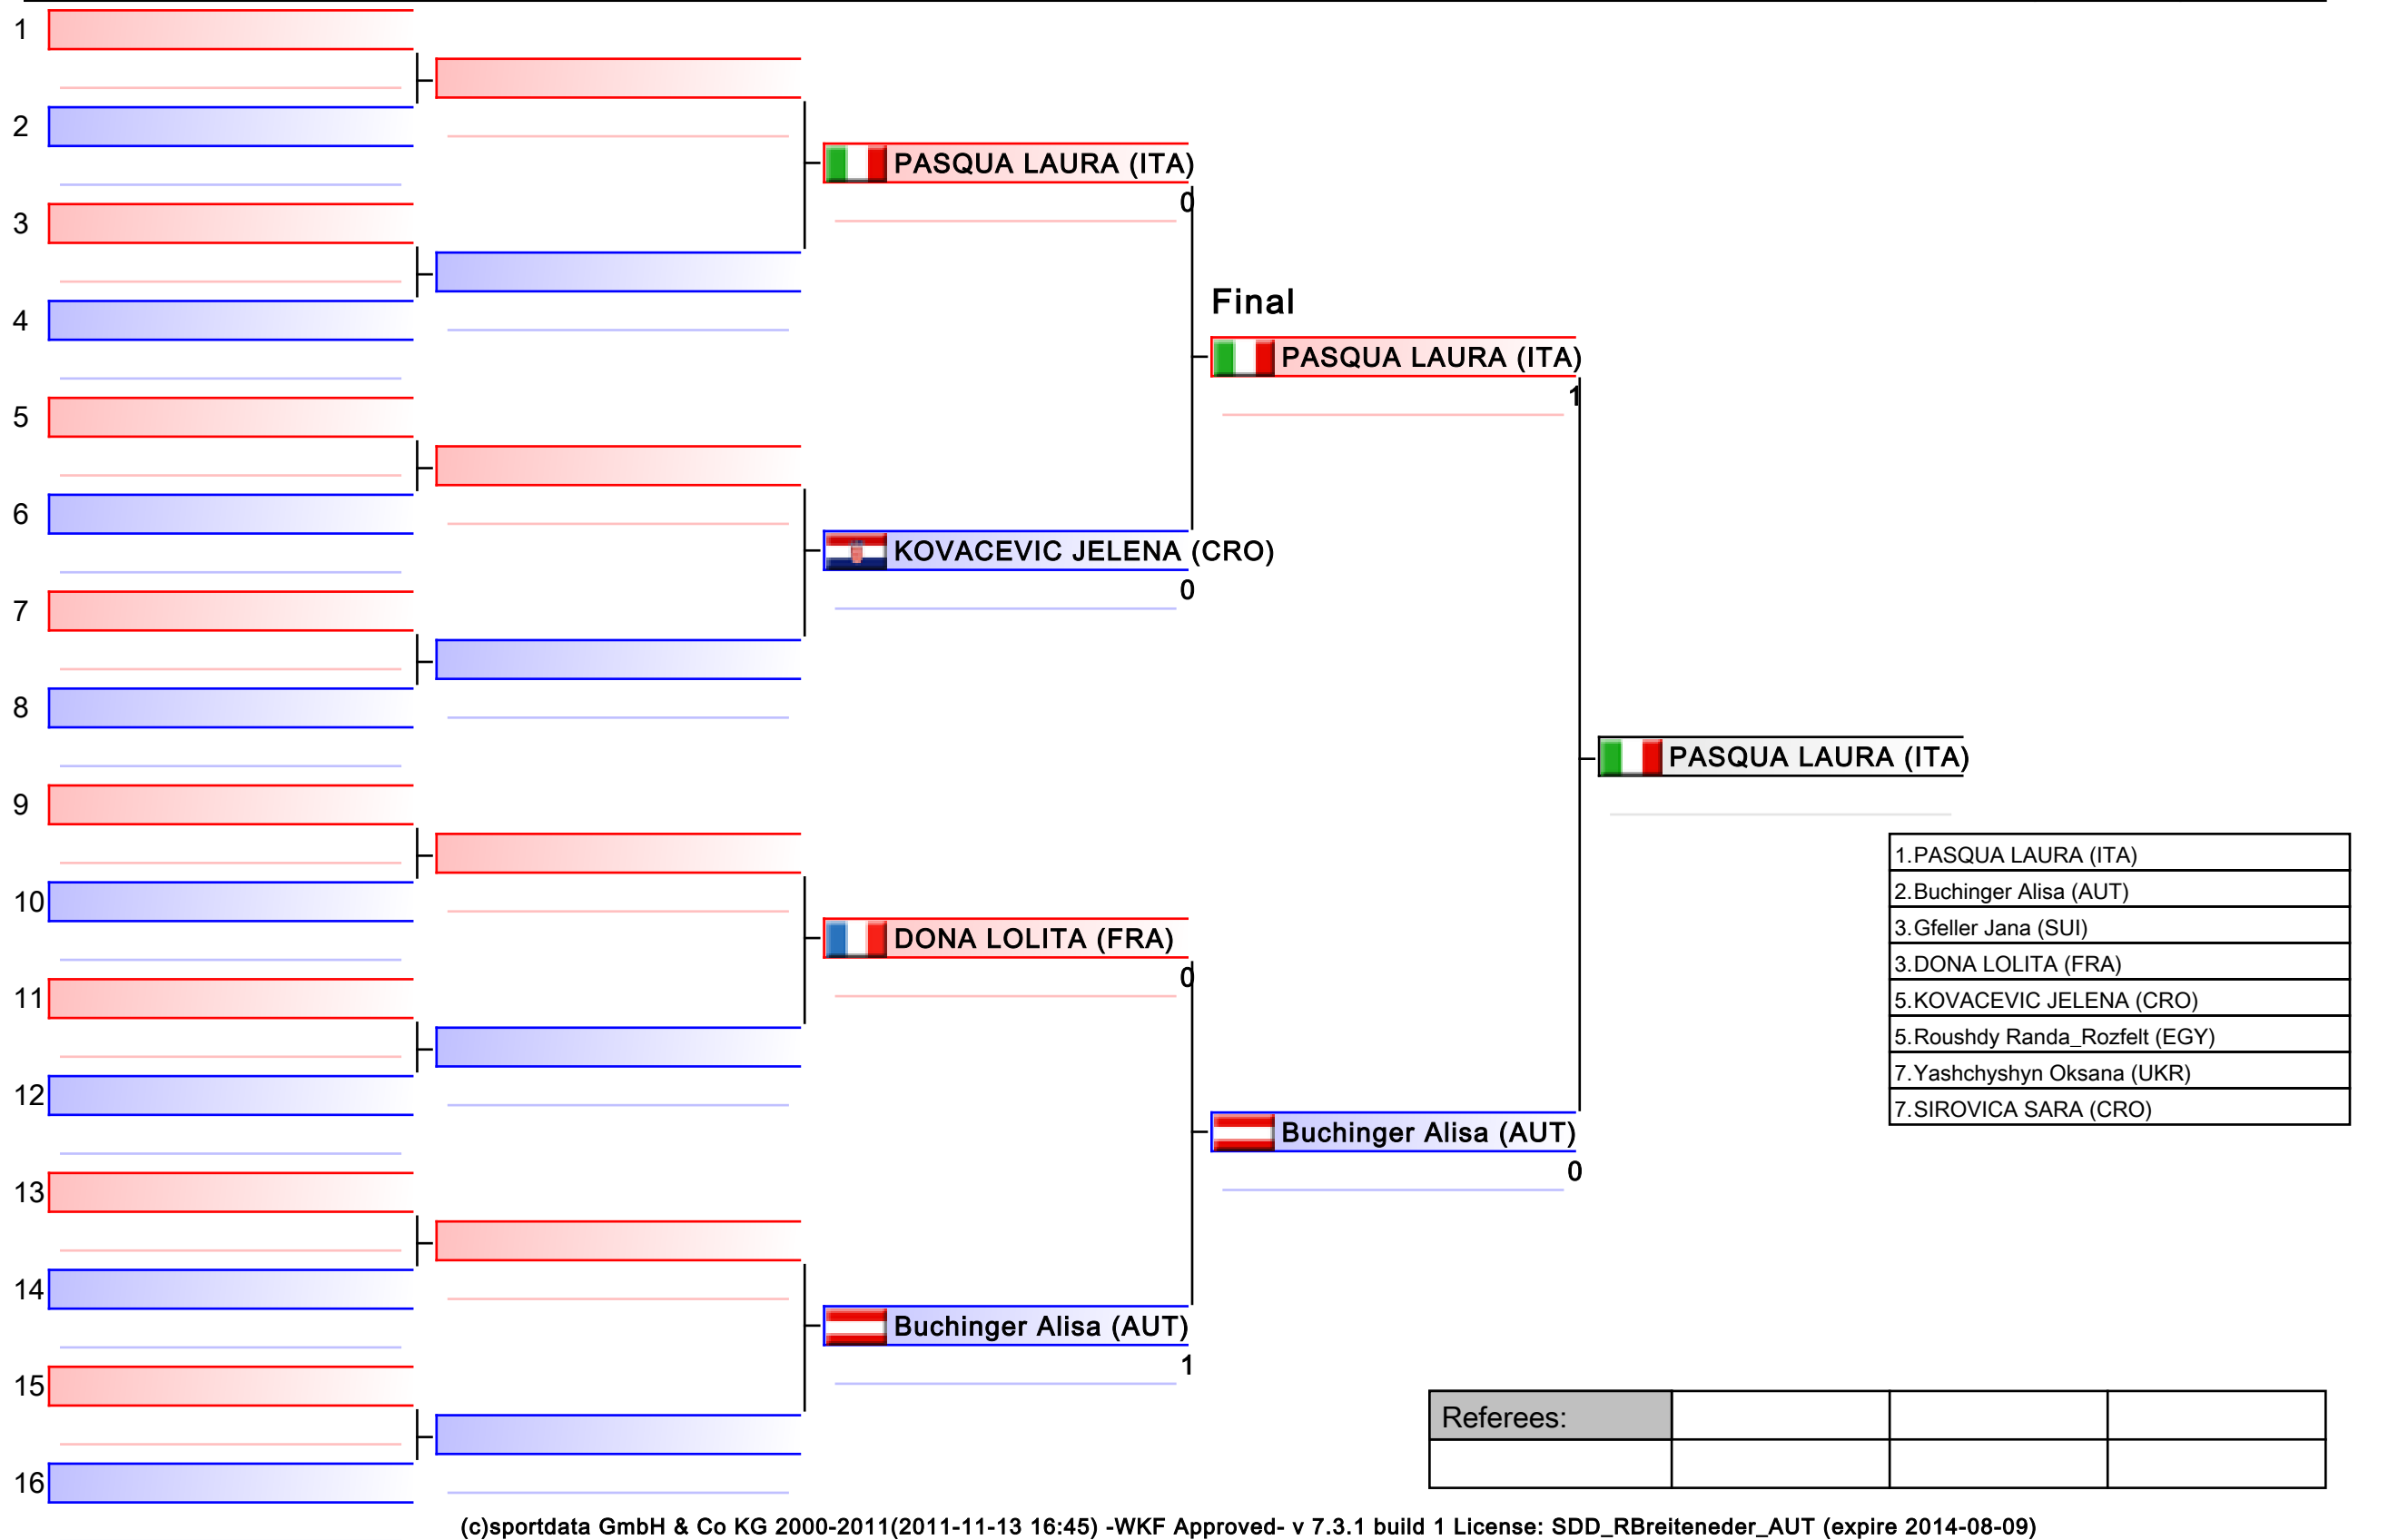 1
2
PASQUA LAURA (ITA)
0
3
4
Final
PASQUA LAURA (ITA)
1
5
6
KOVACEVIC JELENA (CRO)
0
7
8
PASQUA LAURA (ITA)
9
1.PASQUA LAURA (ITA)
2.Buchinger Alisa (AUT)
3.Gfeller Jana (SUI)
3.DONA LOLITA (FRA)
5.KOVACEVIC JELENA (CRO)
5.Roushdy Randa_Rozfelt (EGY)
7.Yashchyshyn Oksana (UKR)
7.SIROVICA SARA (CRO)
10
DONA LOLITA (FRA)
0
11
12
Buchinger Alisa (AUT)
0
13
14
Buchinger Alisa (AUT)
1
15
Referees:
16
(c)sportdata GmbH & Co KG 2000-2011(2011-11-13 16:45) -WKF Approved- v 7.3.1 build 1 License: SDD_RBreiteneder_AUT (expire 2014-08-09)